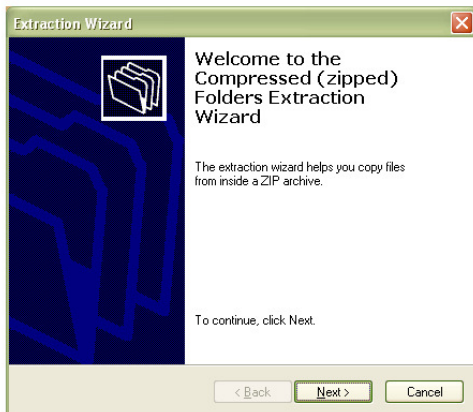 Extraction Wizard
Welcome to the
Compressed (zipped)
Folders Extraction
Wizard
The extraction wizard helps you copy files
from inside a ZIP archive.
To continue, click Next.
< Back Next > Cancel